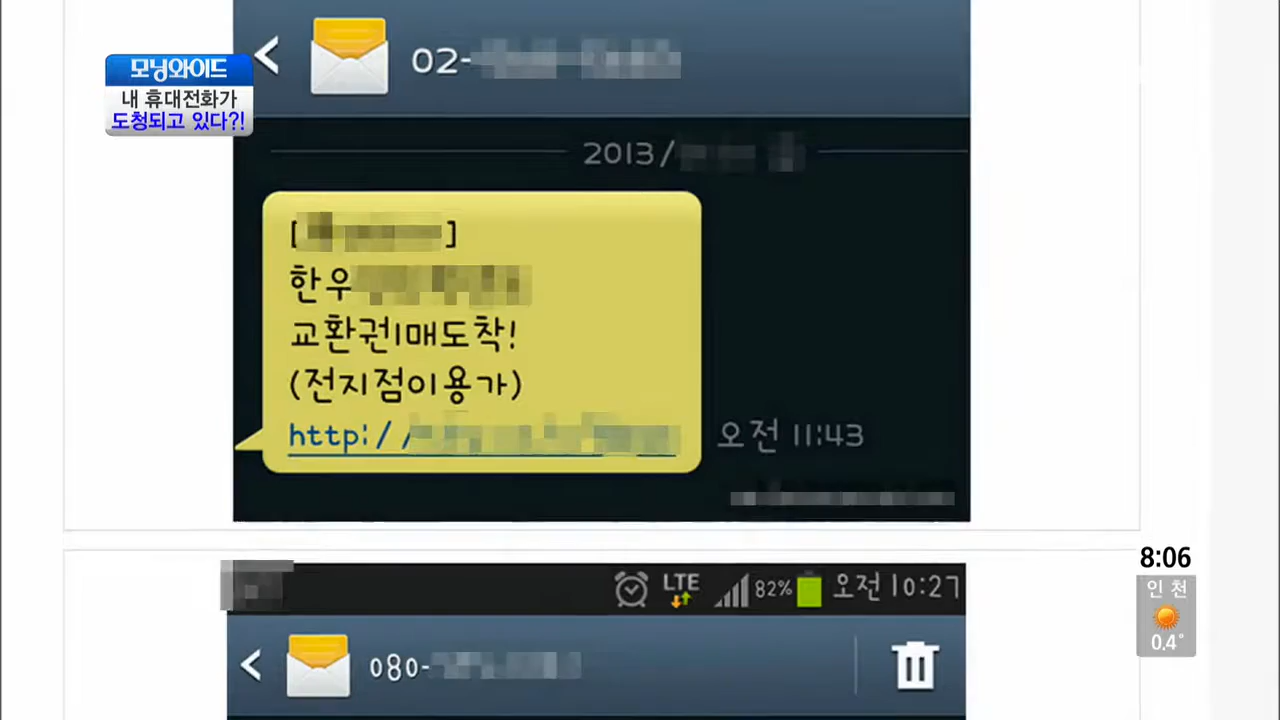 모닝와이드
내 휴대전화가
도청되고 있다?!
02-
2013/
[ ]
한우
교환권1매도착!
(전지점이용가)
http://
오전 11:43
8:06
인천
0.4°
LTE
82%
오전 10:27
080-